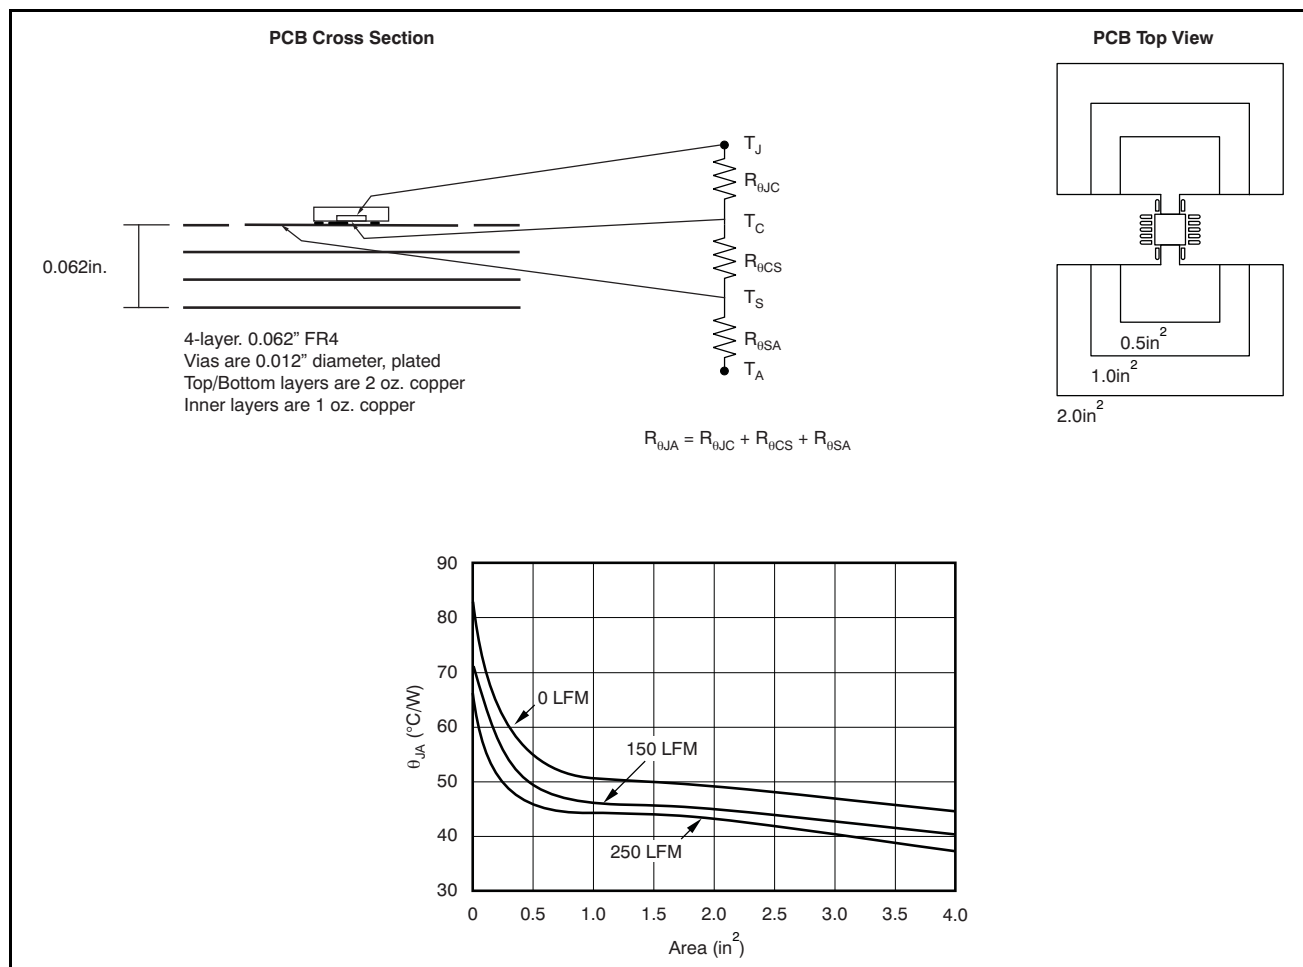 PCB Cross Section
PCB Top View
T_J
R_θJC
T_C
R_θCS
T_S
R_θSA
T_A
0.062in.
4-layer. 0.062” FR4
Vias are 0.012” diameter, plated
Top/Bottom layers are 2 oz. copper
Inner layers are 1 oz. copper
R_θJA = R_θJC + R_θCS + R_θSA
0.5in²
1.0in²
2.0in²
90
80
70
60
50
40
30
θ_JA (°C/W)
0 LFM
150 LFM
250 LFM
0 0.5 1.0 1.5 2.0 2.5 3.0 3.5 4.0
Area (in²)